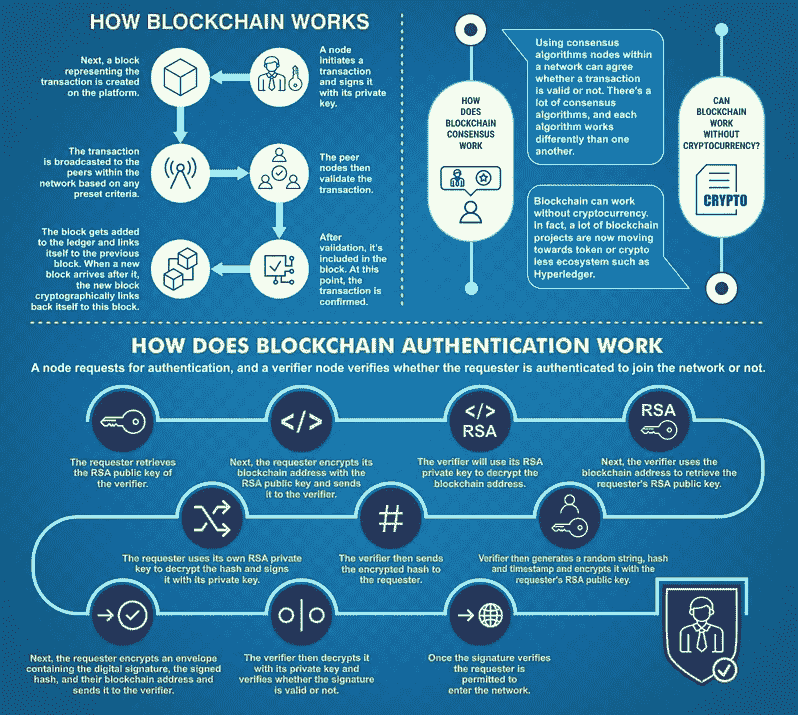 HOW BLOCKCHAIN WORKS
A node
initiates a
transaction
and signs it
with its private
key.
Next, a block
representing the
transaction is created
on the platform.
The transaction
is broadcasted to the
peers within the
network based on any
preset criteria.
The peer
nodes then
validate the
transaction.
After
validation, it's
included in the
block. At this
point, the
transaction is
confirmed.
The block gets added
to the ledger and links
itself to the previous
block. When a new
block arrives after it,
the new block
cryptographically links
back itself to this block.
HOW
DOES
BLOCKCHAIN
CONSENSUS
WORK
Using consensus
algorithms nodes within
a network can agree
whether a transaction
is valid or not. There's a
lot of consensus
algorithms, and each
algorithm works
differently than one
another.
CAN
BLOCKCHAIN
WORK
WITHOUT
CRYPTOCURRENCY?
CRYPTO
Blockchain can work
without cryptocurrency.
In fact, a lot of blockchain
projects are now moving
towards token or crypto
less ecosystem such as
Hyperledger.
HOW DOES BLOCKCHAIN AUTHENTICATION WORK
A node requests for authentication, and a verifier node verifies whether the requester is authenticated to join the network or not.
The requester retrieves
the RSA public key of
the verifier.
</>
Next, the requester encrypts its
blockchain address with the
RSA public key and sends
it to the verifier.
</>
RSA
The verifier will use its RSA
private key to decrypt the
blockchain address.
RSA
Next, the verifier uses the
blockchain address to retrieve the
requester's RSA public key.
Verifier then generates a random string, hash
and timestamp and encrypts it with the
requester's RSA public key.
#
The verifier then sends
the encrypted hash to
the requester.
The requester uses its own RSA private
key to decrypt the hash and signs
it with its private key.
Next, the requester encrypts an envelope
containing the digital signature, the signed
hash, and their blockchain address and
sends it to the verifier.
The verifier then decrypts it
with its private key and
verifies whether the signature
is valid or not.
Once the signature verifies
the requester is
permitted to
enter the network.